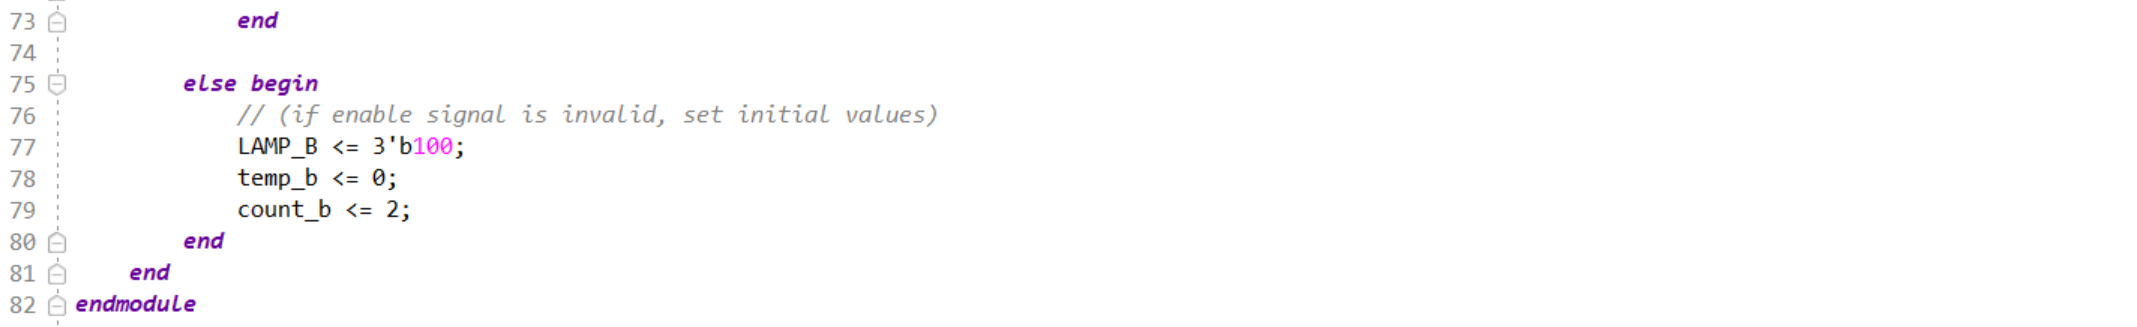 73 end
74
75 else begin
76 // (if enable signal is invalid, set initial values)
77 LAMP_B <= 3'b100;
78 temp_b <= 0;
79 count_b <= 2;
80 end
81 end
82 endmodule